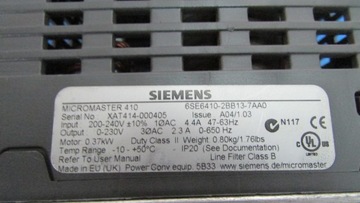 SIEMENS
MICROMASTER 410 6SE6410-2BB13-7AA0
Serial No XAT414-000405 Issue A04/1.03
Input 200-240V ±10% 1ØAC 4.4A 47-63Hz
Output 0-230V 3ØAC 2.3A 0-650 Hz
Motor 0.37kW Duty Class II Weight 0.80kg/1.76lbs
Temp Range -10 - +50°C - IP20 (See Documentation)
Refer To User Manual Line Filter Class B
Made in EU (UK) Power Conv equip. 5B33 www.siemens.de/micromaster
N117
UL
LISTED